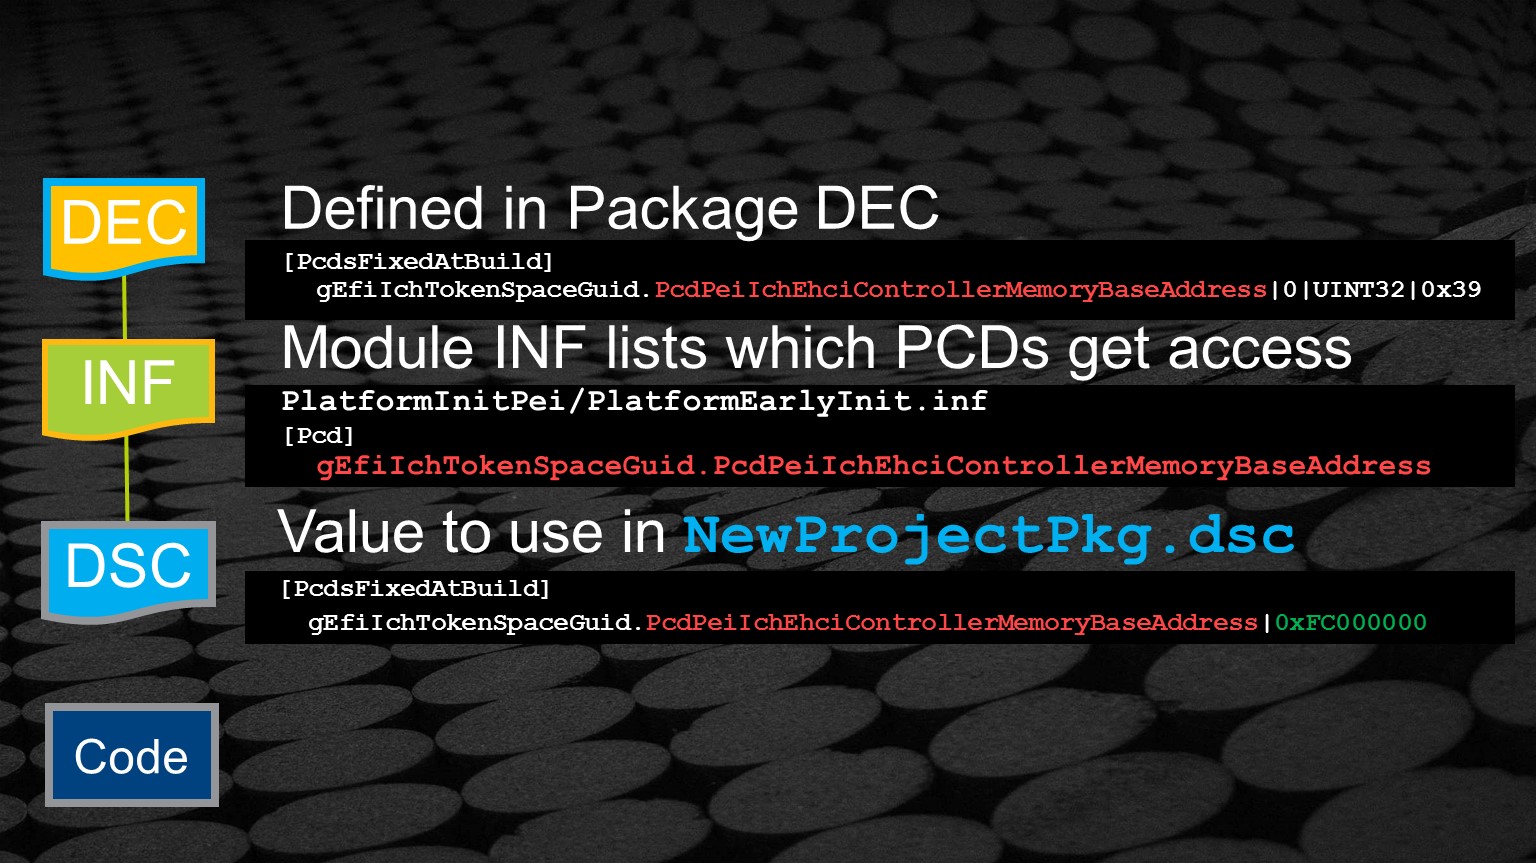 DEC
Defined in Package DEC
[PcdsFixedAtBuild]
gEfiIchTokenSpaceGuid.PcdPeiIchEhciControllerMemoryBaseAddress|0|UINT32|0x39
INF
Module INF lists which PCDs get access
PlatformInitPei/PlatformEarlyInit.inf
[Pcd]
gEfiIchTokenSpaceGuid.PcdPeiIchEhciControllerMemoryBaseAddress
DSC
Value to use in NewProjectPkg.dsc
[PcdsFixedAtBuild]
gEfiIchTokenSpaceGuid.PcdPeiIchEhciControllerMemoryBaseAddress|0xFC000000
Code